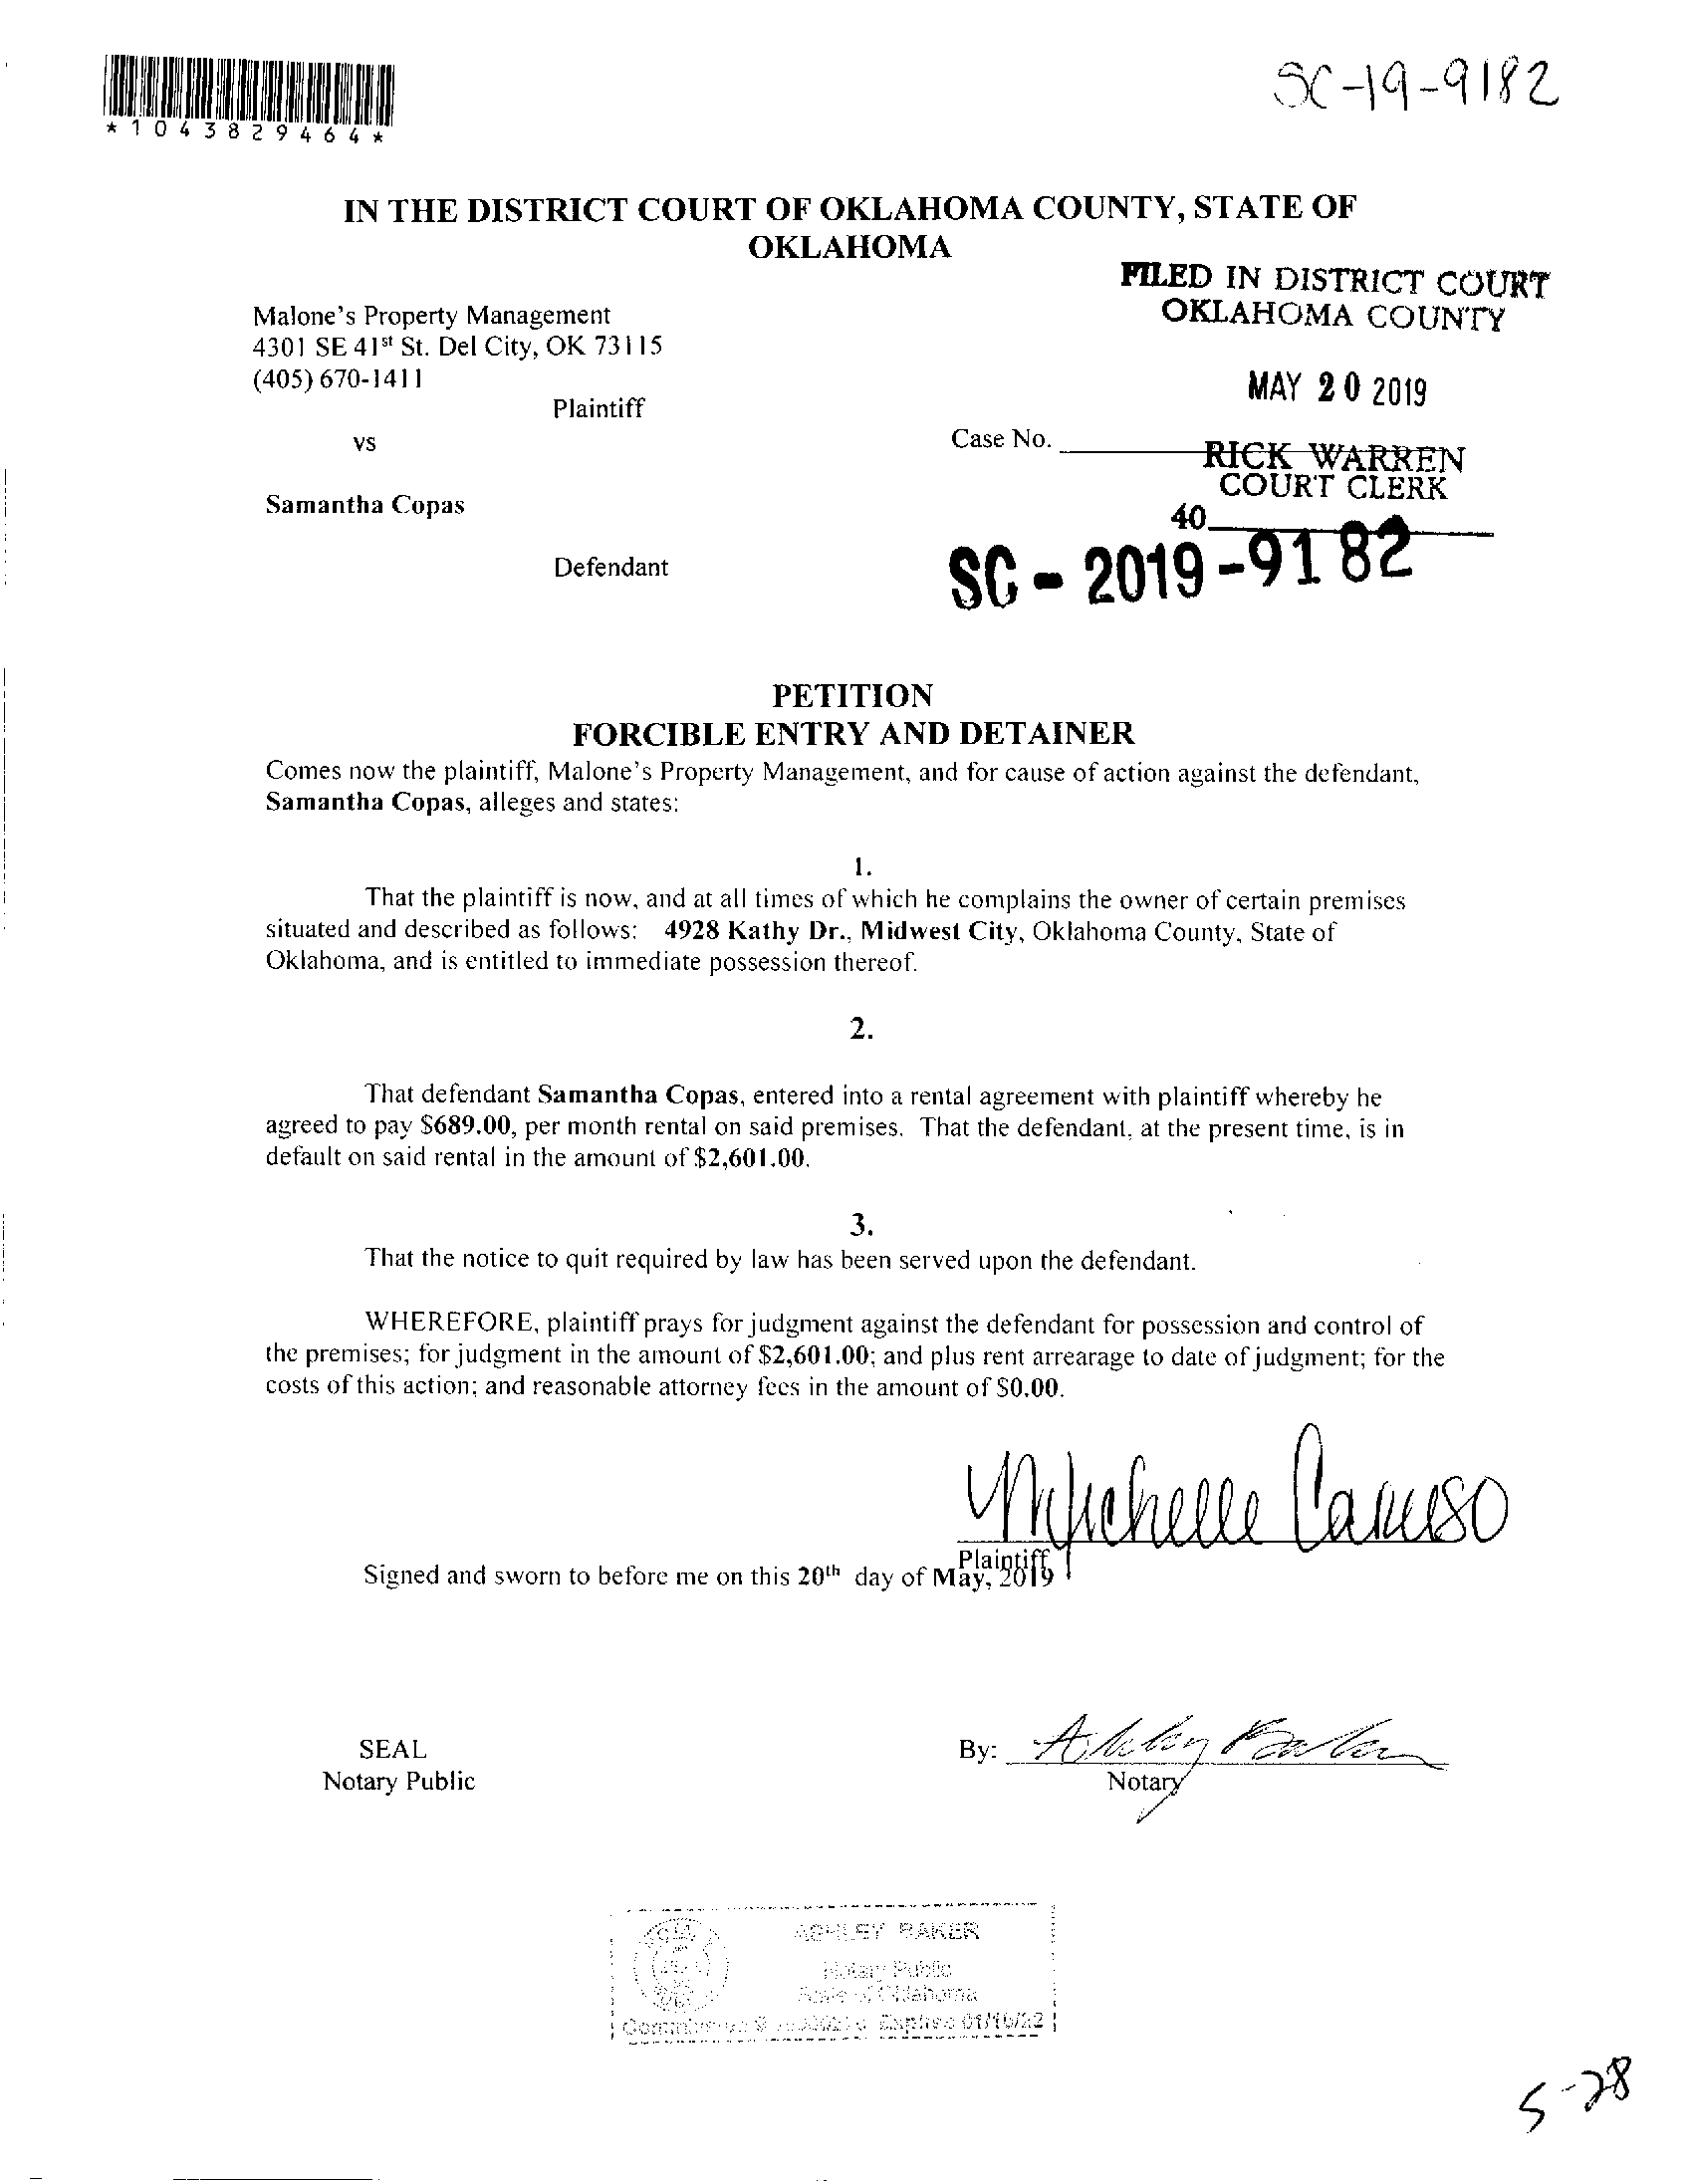 *1043829464*
SC-19-9182
IN THE DISTRICT COURT OF OKLAHOMA COUNTY, STATE OF
OKLAHOMA
FILED IN DISTRICT COURT
OKLAHOMA COUNTY
MAY 20 2019
RICK WARREN
COURT CLERK
40
Malone's Property Management
4301 SE 41st St. Del City, OK 73115
(405) 670-1411
Plaintiff
vs
Case No.
Samantha Copas
Defendant
SC - 2019 - 9182
PETITION
FORCIBLE ENTRY AND DETAINER
Comes now the plaintiff, Malone's Property Management, and for cause of action against the defendant,
Samantha Copas, alleges and states:
1.
That the plaintiff is now, and at all times of which he complains the owner of certain premises
situated and described as follows: 4928 Kathy Dr., Midwest City, Oklahoma County, State of
Oklahoma, and is entitled to immediate possession thereof.
2.
That defendant Samantha Copas, entered into a rental agreement with plaintiff whereby he
agreed to pay $689.00, per month rental on said premises. That the defendant, at the present time, is in
default on said rental in the amount of $2,601.00.
3.
That the notice to quit required by law has been served upon the defendant.
WHEREFORE, plaintiff prays for judgment against the defendant for possession and control of
the premises; for judgment in the amount of $2,601.00; and plus rent arrearage to date of judgment; for the
costs of this action; and reasonable attorney fees in the amount of $0.00.
Michelle Caruso
Plaintiff
Signed and sworn to before me on this 20th day of May, 2019
SEAL
Notary Public
By: Ashley Baker
Notary
ASHLEY BAKER
Notary Public
State of Oklahoma
Commission # Expires 01/10/22
5-28